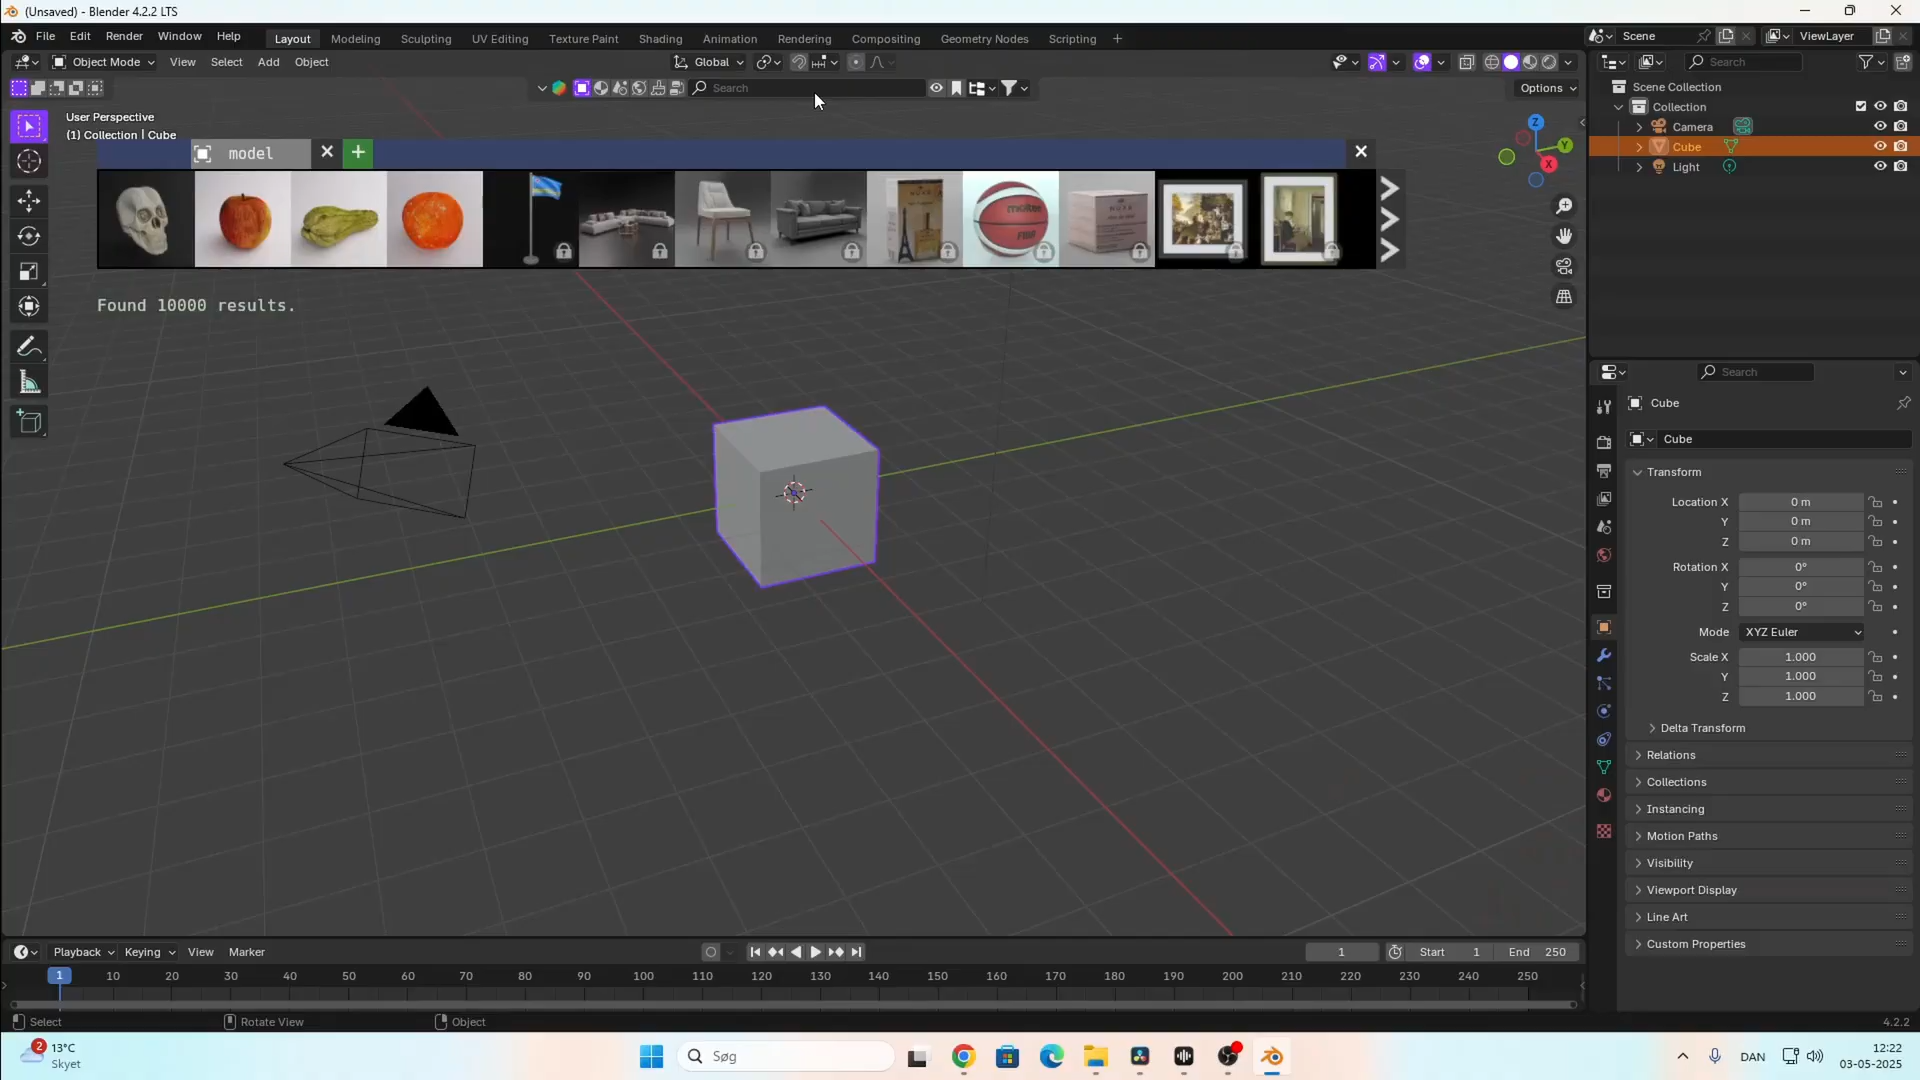 (Unsaved) - Blender 4.2.2 LTS
File Edit Render Window Help
Layout Modeling Sculpting UV Editing Texture Paint Shading Animation Rendering Compositing Geometry Nodes Scripting +
Scene
ViewLayer
Object Mode View Select Add Object
Global
Search
Search
Options
User Perspective
(1) Collection | Cube
model
Found 10000 results.
Z
Y
X
Scene Collection
Collection
Camera
Cube
Light
Search
Cube
Cube
Transform
Location X 0 m
Y 0 m
Z 0 m
Rotation X 0°
Y 0°
Z 0°
Mode XYZ Euler
Scale X 1.000
Y 1.000
Z 1.000
Delta Transform
Relations
Collections
Instancing
Motion Paths
Visibility
Viewport Display
Line Art
Custom Properties
Playback Keying View Marker
1
Start 1 End 250
1 10 20 30 40 50 60 70 80 90 100 110 120 130 140 150 160 170 180 190 200 210 220 230 240 250
Select Rotate View Object
4.2.2
2
13°C
Skyet
Søg
DAN
12:22
03-05-2025